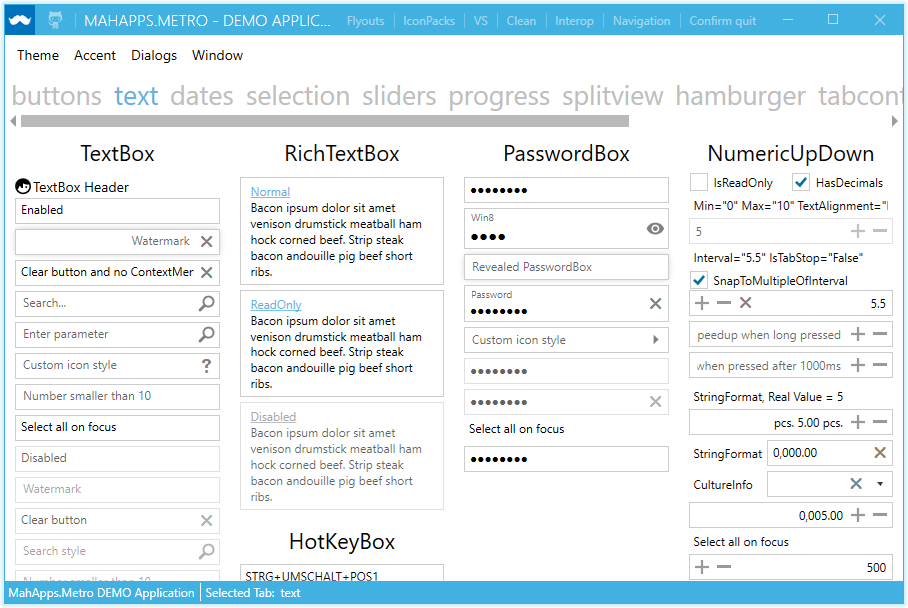 MAHAPPS.METRO - DEMO APPLIC... Flyouts IconPacks VS Clean Interop Navigation Confirm quit
Theme Accent Dialogs Window
buttons text dates selection sliders progress splitview hamburger tabcont
TextBox
TextBox Header
Enabled
Watermark
Clear button and no ContextMer
Search...
Enter parameter
Custom icon style
Number smaller than 10
Select all on focus
Disabled
Watermark
Clear button
Search style
Number smaller than 10
RichTextBox
Normal
Bacon ipsum dolor sit amet
venison drumstick meatball ham
hock corned beef. Strip steak
bacon andouille pig beef short
ribs.
ReadOnly
Bacon ipsum dolor sit amet
venison drumstick meatball ham
hock corned beef. Strip steak
bacon andouille pig beef short
ribs.
Disabled
Bacon ipsum dolor sit amet
venison drumstick meatball ham
hock corned beef. Strip steak
bacon andouille pig beef short
ribs.
HotKeyBox
STRG+UMSCHALT+POS1
PasswordBox
Win8
Revealed PasswordBox
Password
Custom icon style
Select all on focus
NumericUpDown
IsReadOnly HasDecimals
Min="0" Max="10" TextAlignment="
5
Interval="5.5" IsTabStop="False"
SnapToMultipleOfInterval
5.5
peedup when long pressed
when pressed after 1000ms
StringFormat, Real Value = 5
pcs. 5.00 pcs.
StringFormat 0,000.00
CultureInfo
0,005.00
Select all on focus
500
MahApps.Metro DEMO Application Selected Tab: text